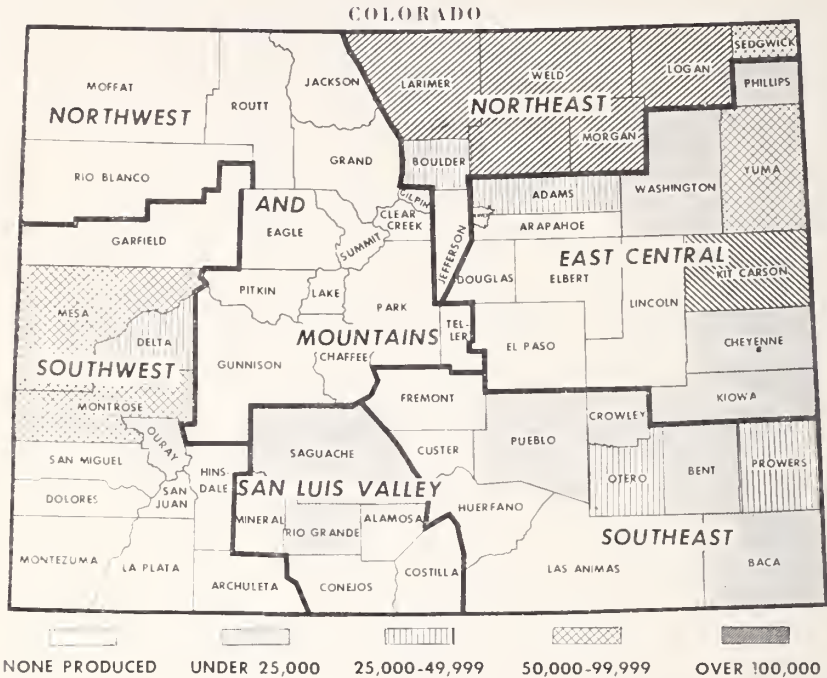 COLORADO
SEDGWICK
MOFFAT
JACKSON
LARIMER
WELD
LOGAN
PHILLIPS
NORTHWEST
ROUTT
NORTHEAST
MORGAN
GRAND
BOULDER
RIO BLANCO
WASHINGTON
YUMA
ADAMS
GILPIN
AND
CLEAR
CREEK
ARAPAHOE
GARFIELD
EAGLE
SUMMIT
JEFFERSON
EAST CENTRAL
DOUGLAS
ELBERT
KIT CARSON
PITKIN
LAKE
PARK
LINCOLN
MESA
DELTA
MOUNTAINS
TEL-
LER
EL PASO
CHEYENNE
SOUTHWEST
GUNNISON
CHAFFEE
FREMONT
KIOWA
MONTROSE
CROWLEY
OURAY
SAGUACHE
CUSTER
PUEBLO
SAN MIGUEL
HINS-
DALE
OTERO
BENT
PROWERS
DOLORES
SAN
JUAN
SAN LUIS VALLEY
HUERFANO
MINERAL
RIO GRANDE
ALAMOSA
SOUTHEAST
MONTEZUMA
LA PLATA
ARCHULETA
CONEJOS
COSTILLA
LAS ANIMAS
BACA
NONE PRODUCED
UNDER 25,000
25,000-49,999
50,000-99,999
OVER 100,000